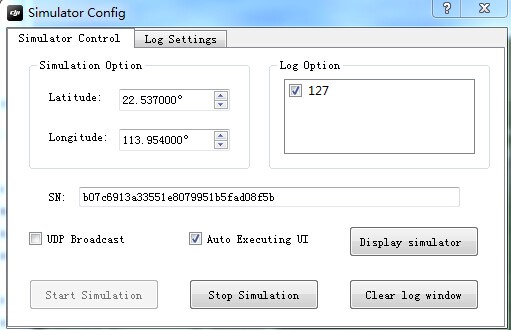 Simulator Config
Simulator Control
Log Settings
Simulation Option
Latitude: 22.537000°
Longitude: 113.954000°
Log Option
127
SN: b07c6913a33551e8079951b5fad08f5b
UDP Broadcast
Auto Executing UI
Display simulator
Start Simulation
Stop Simulation
Clear log window